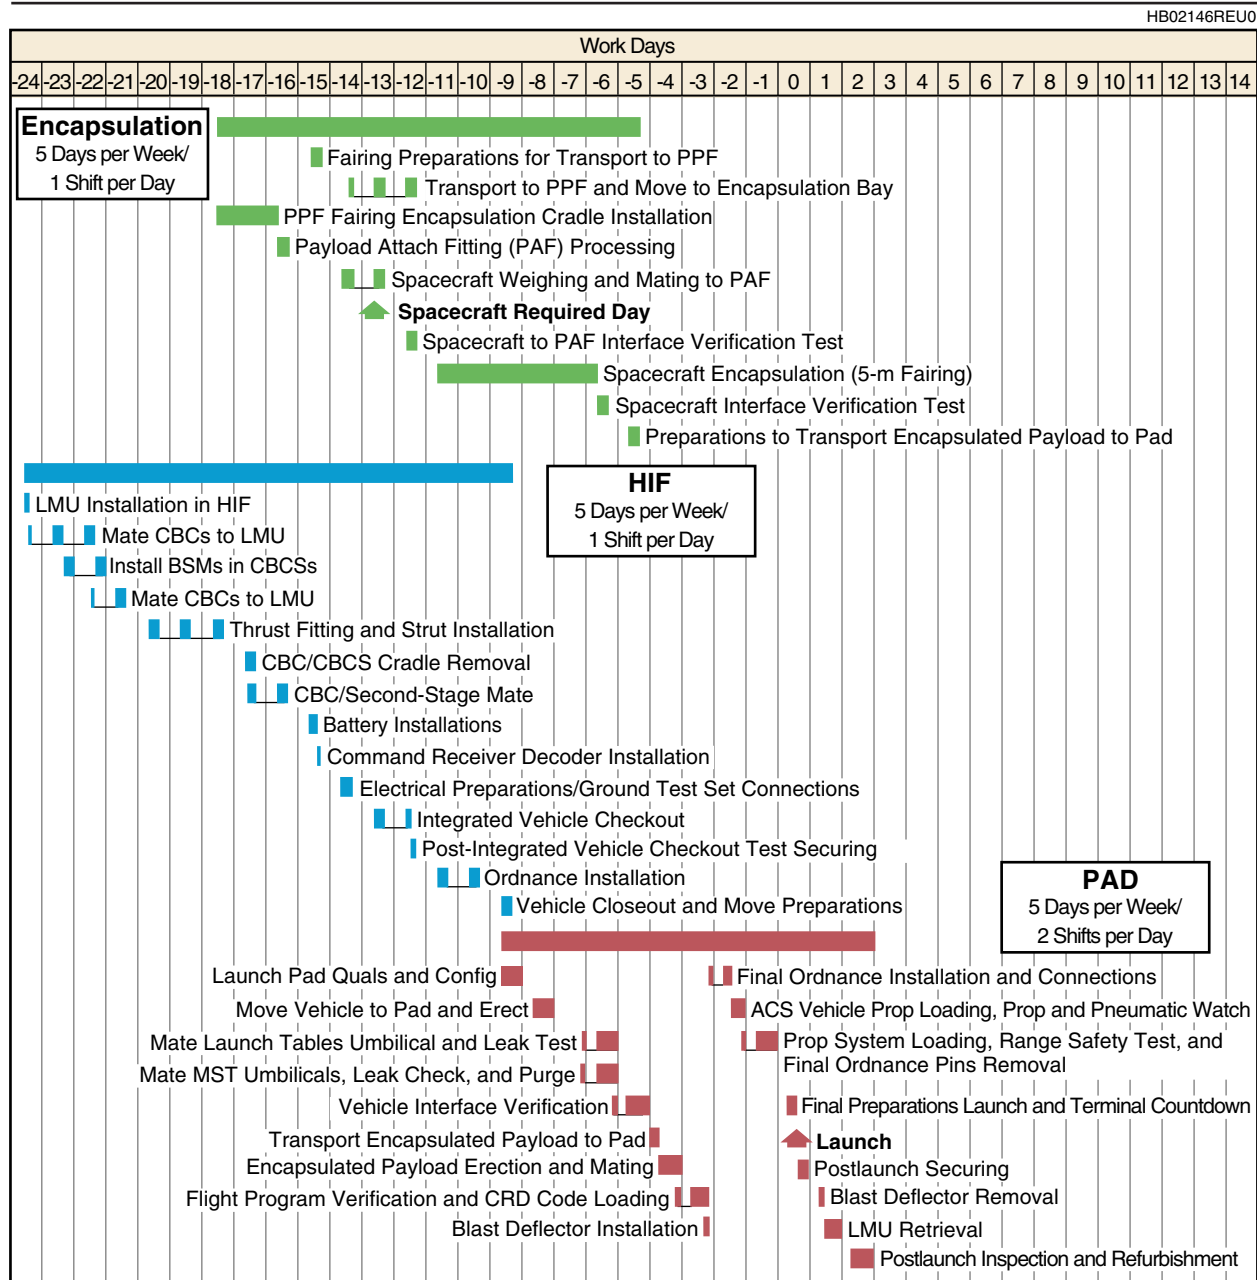 HB02146REU0
Work Days
-24 -23 -22 -21 -20 -19 -18 -17 -16 -15 -14 -13 -12 -11 -10 -9 -8 -7 -6 -5 -4 -3 -2 -1 0 1 2 3 4 5 6 7 8 9 10 11 12 13 14
Encapsulation
5 Days per Week/
1 Shift per Day
Fairing Preparations for Transport to PPF
Transport to PPF and Move to Encapsulation Bay
PPF Fairing Encapsulation Cradle Installation
Payload Attach Fitting (PAF) Processing
Spacecraft Weighing and Mating to PAF
Spacecraft Required Day
Spacecraft to PAF Interface Verification Test
Spacecraft Encapsulation (5-m Fairing)
Spacecraft Interface Verification Test
Preparations to Transport Encapsulated Payload to Pad
HIF
5 Days per Week/
1 Shift per Day
LMU Installation in HIF
Mate CBCs to LMU
Install BSMs in CBCSs
Mate CBCs to LMU
Thrust Fitting and Strut Installation
CBC/CBCS Cradle Removal
CBC/Second-Stage Mate
Battery Installations
Command Receiver Decoder Installation
Electrical Preparations/Ground Test Set Connections
Integrated Vehicle Checkout
Post-Integrated Vehicle Checkout Test Securing
Ordnance Installation
Vehicle Closeout and Move Preparations
PAD
5 Days per Week/
2 Shifts per Day
Launch Pad Quals and Config
Move Vehicle to Pad and Erect
Mate Launch Tables Umbilical and Leak Test
Mate MST Umbilicals, Leak Check, and Purge
Vehicle Interface Verification
Transport Encapsulated Payload to Pad
Encapsulated Payload Erection and Mating
Flight Program Verification and CRD Code Loading
Blast Deflector Installation
Final Ordnance Installation and Connections
ACS Vehicle Prop Loading, Prop and Pneumatic Watch
Prop System Loading, Range Safety Test, and
Final Ordnance Pins Removal
Final Preparations Launch and Terminal Countdown
Launch
Postlaunch Securing
Blast Deflector Removal
LMU Retrieval
Postlaunch Inspection and Refurbishment